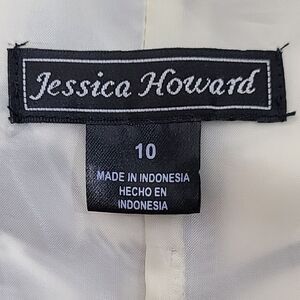 Jessica Howard
10
MADE IN INDONESIA
HECHO EN
INDONESIA